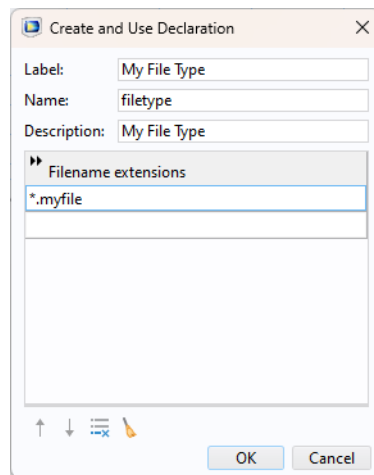 Create and Use Declaration
Label: My File Type
Name: filetype
Description: My File Type
Filename extensions
*.myfile
OK Cancel